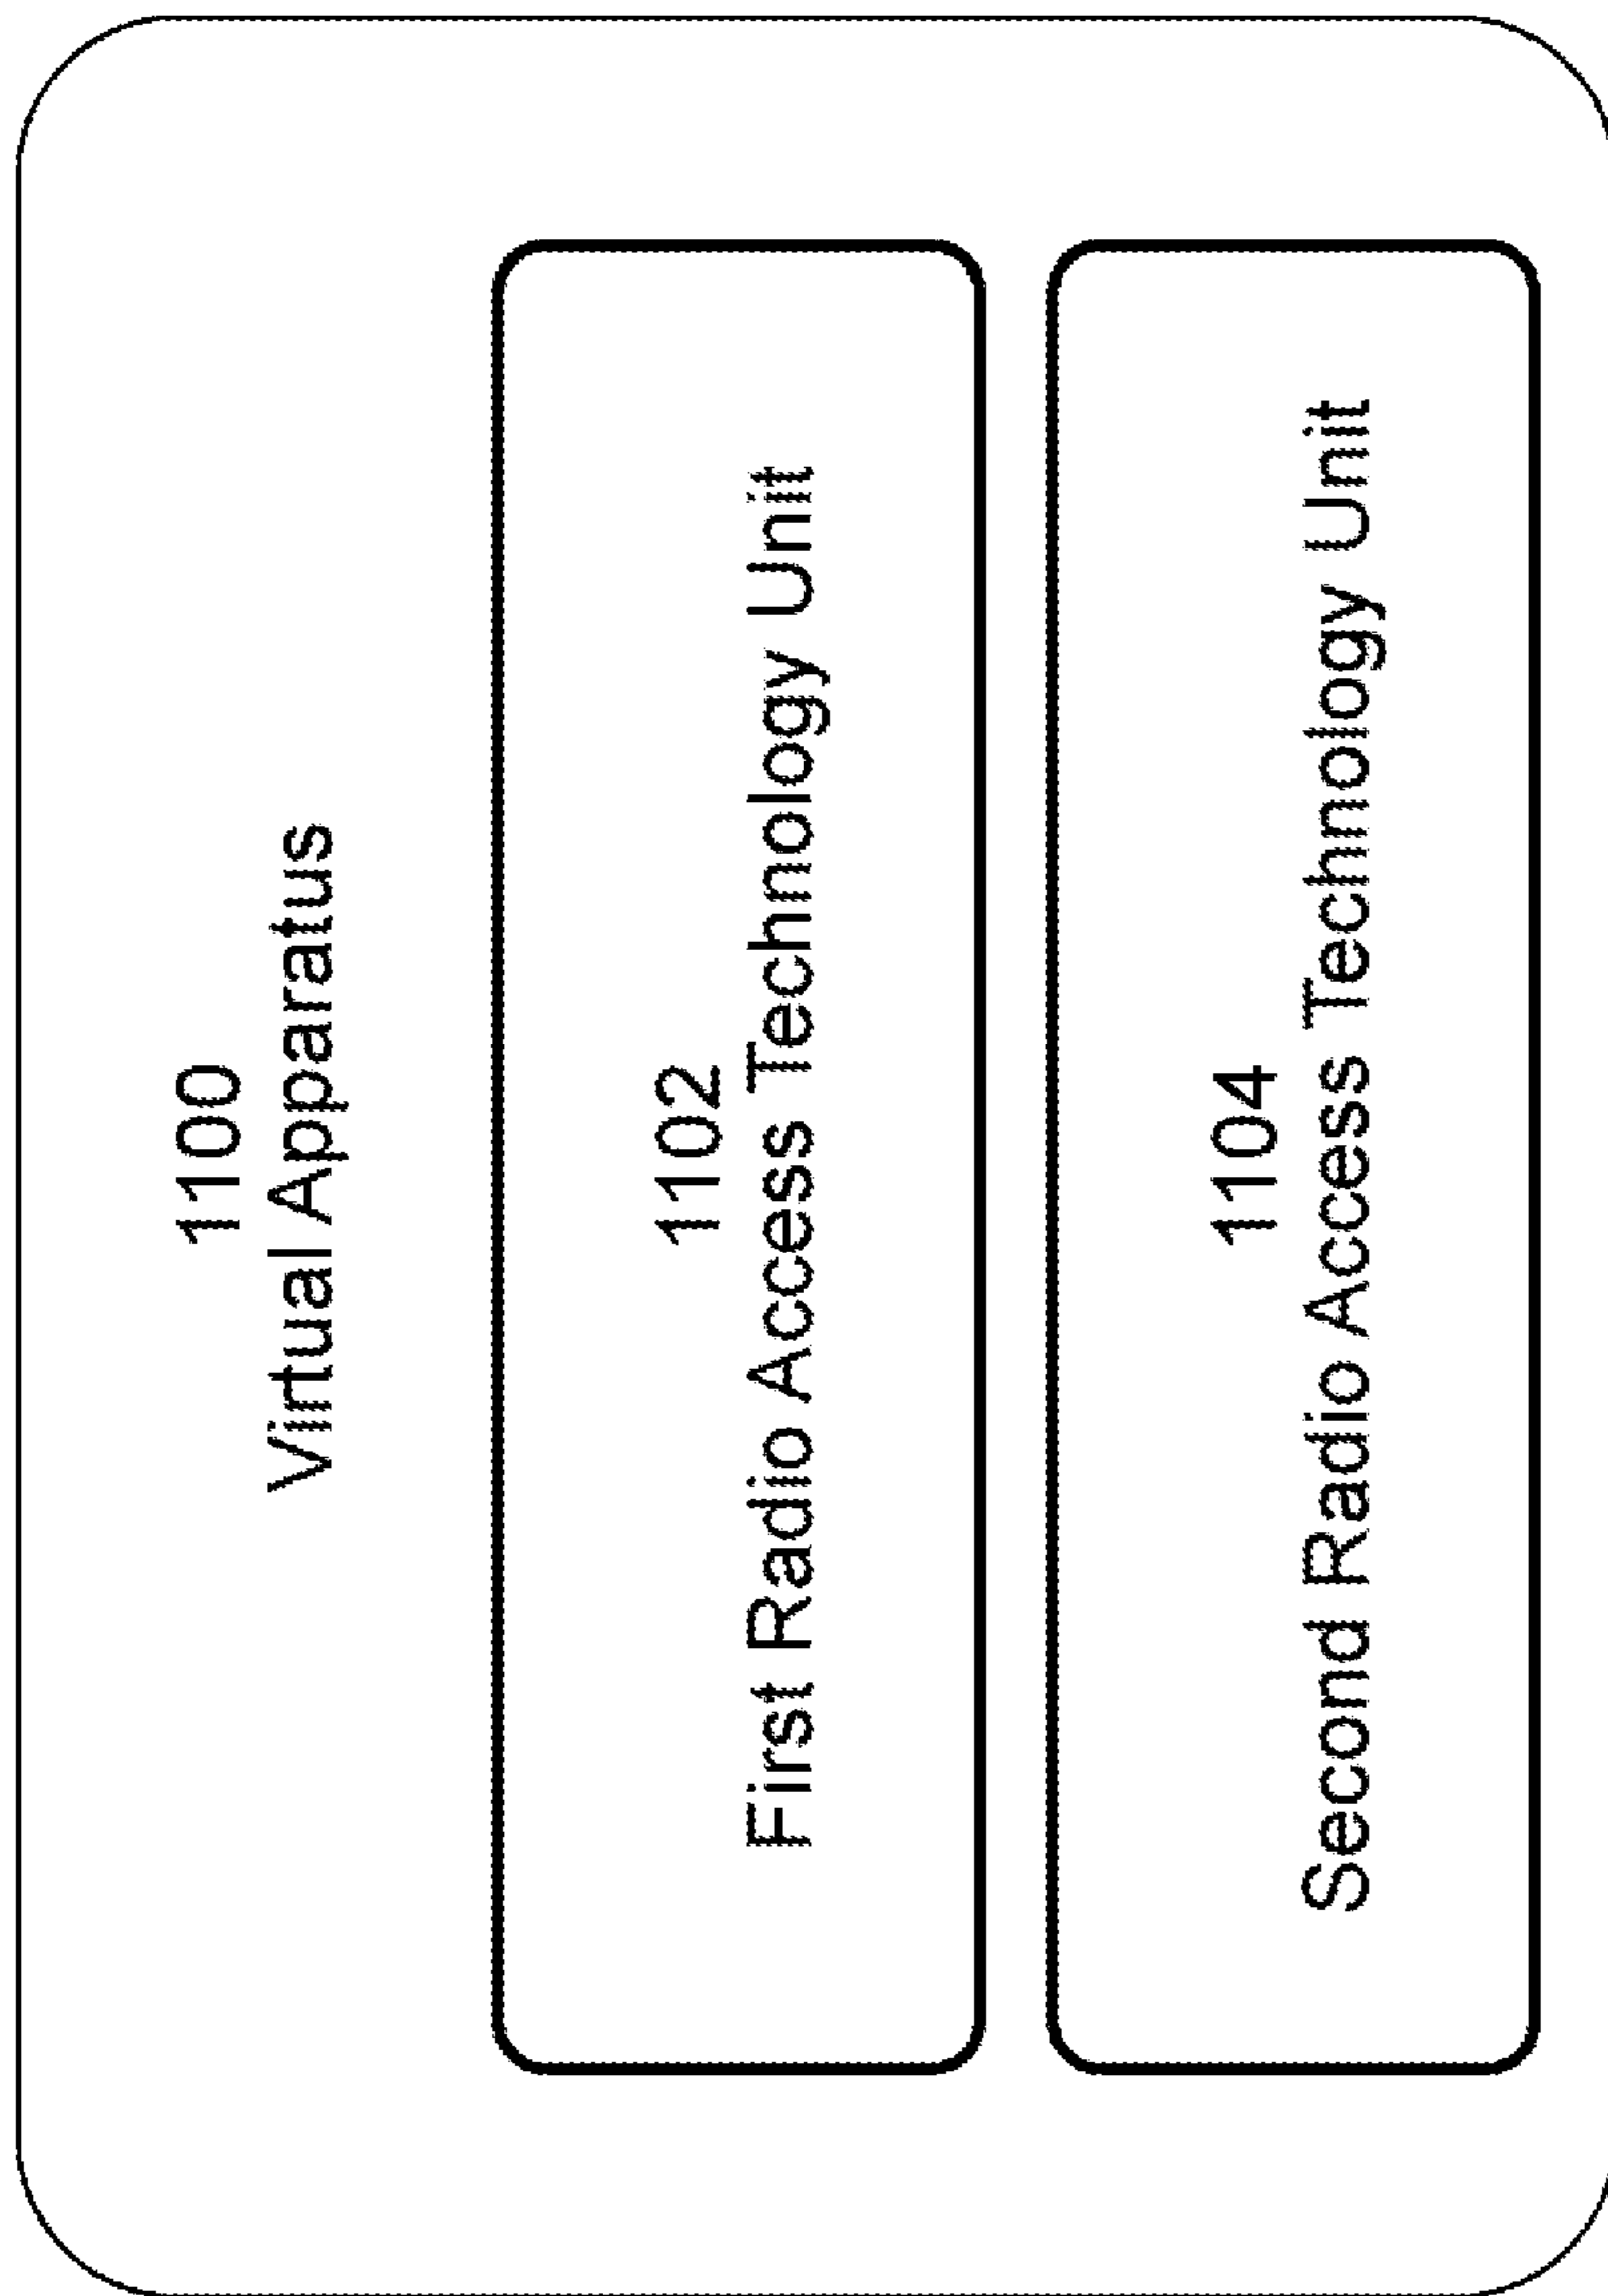 1100
Virtual Apparatus
1102
First Radio Access Technology Unit
1104
Second Radio Access Technology Unit